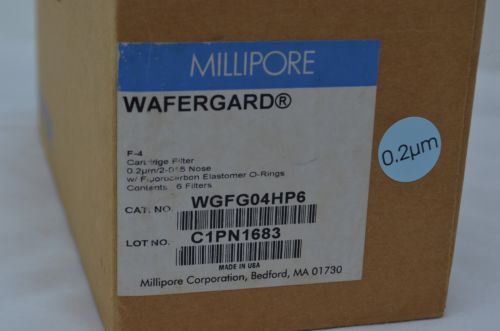 MILLIPORE
WAFERGARD®
F-4
Cartridge Filter
0.2µm/2-015 Nose
w/ Fluorocarbon Elastomer O-Rings
Contents: 6 Filters
CAT. NO. WGFG04HP6
LOT NO. C1PN1683
MADE IN USA
Millipore Corporation, Bedford, MA 01730
0.2µm